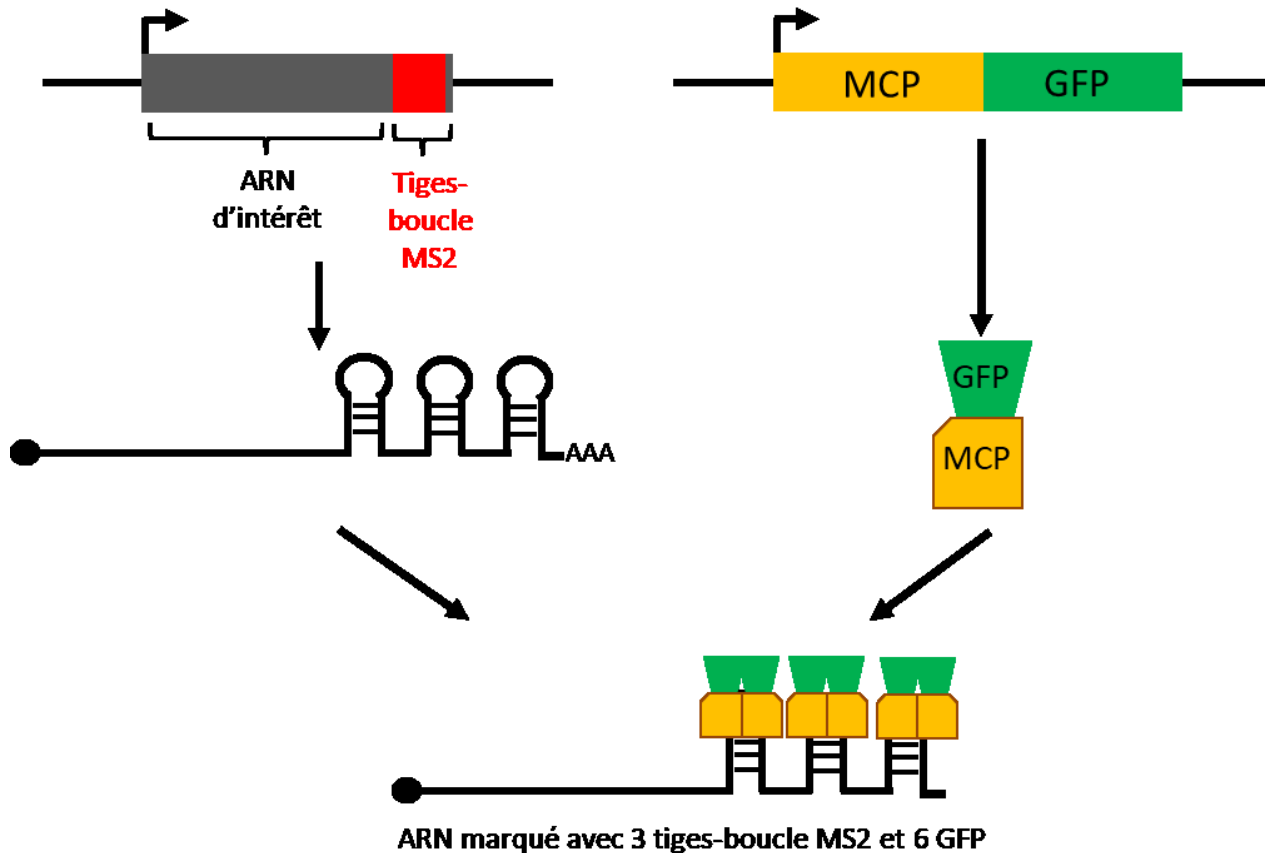 MCP
GFP
ARN
d'intérêt
Tiges-
boucle
MS2
AAA
GFP
MCP
ARN marqué avec 3 tiges-boucle MS2 et 6 GFP